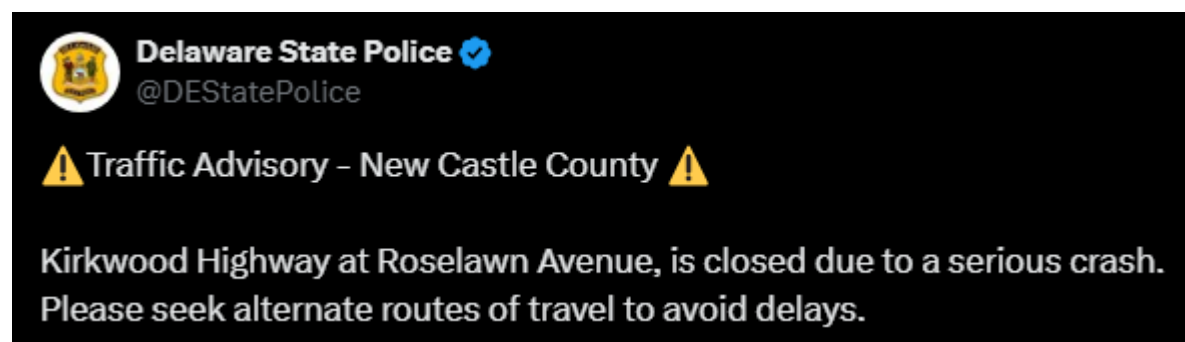 Delaware State Police
@DEStatePolice
⚠️Traffic Advisory – New Castle County ⚠️
Kirkwood Highway at Roselawn Avenue, is closed due to a serious crash.
Please seek alternate routes of travel to avoid delays.